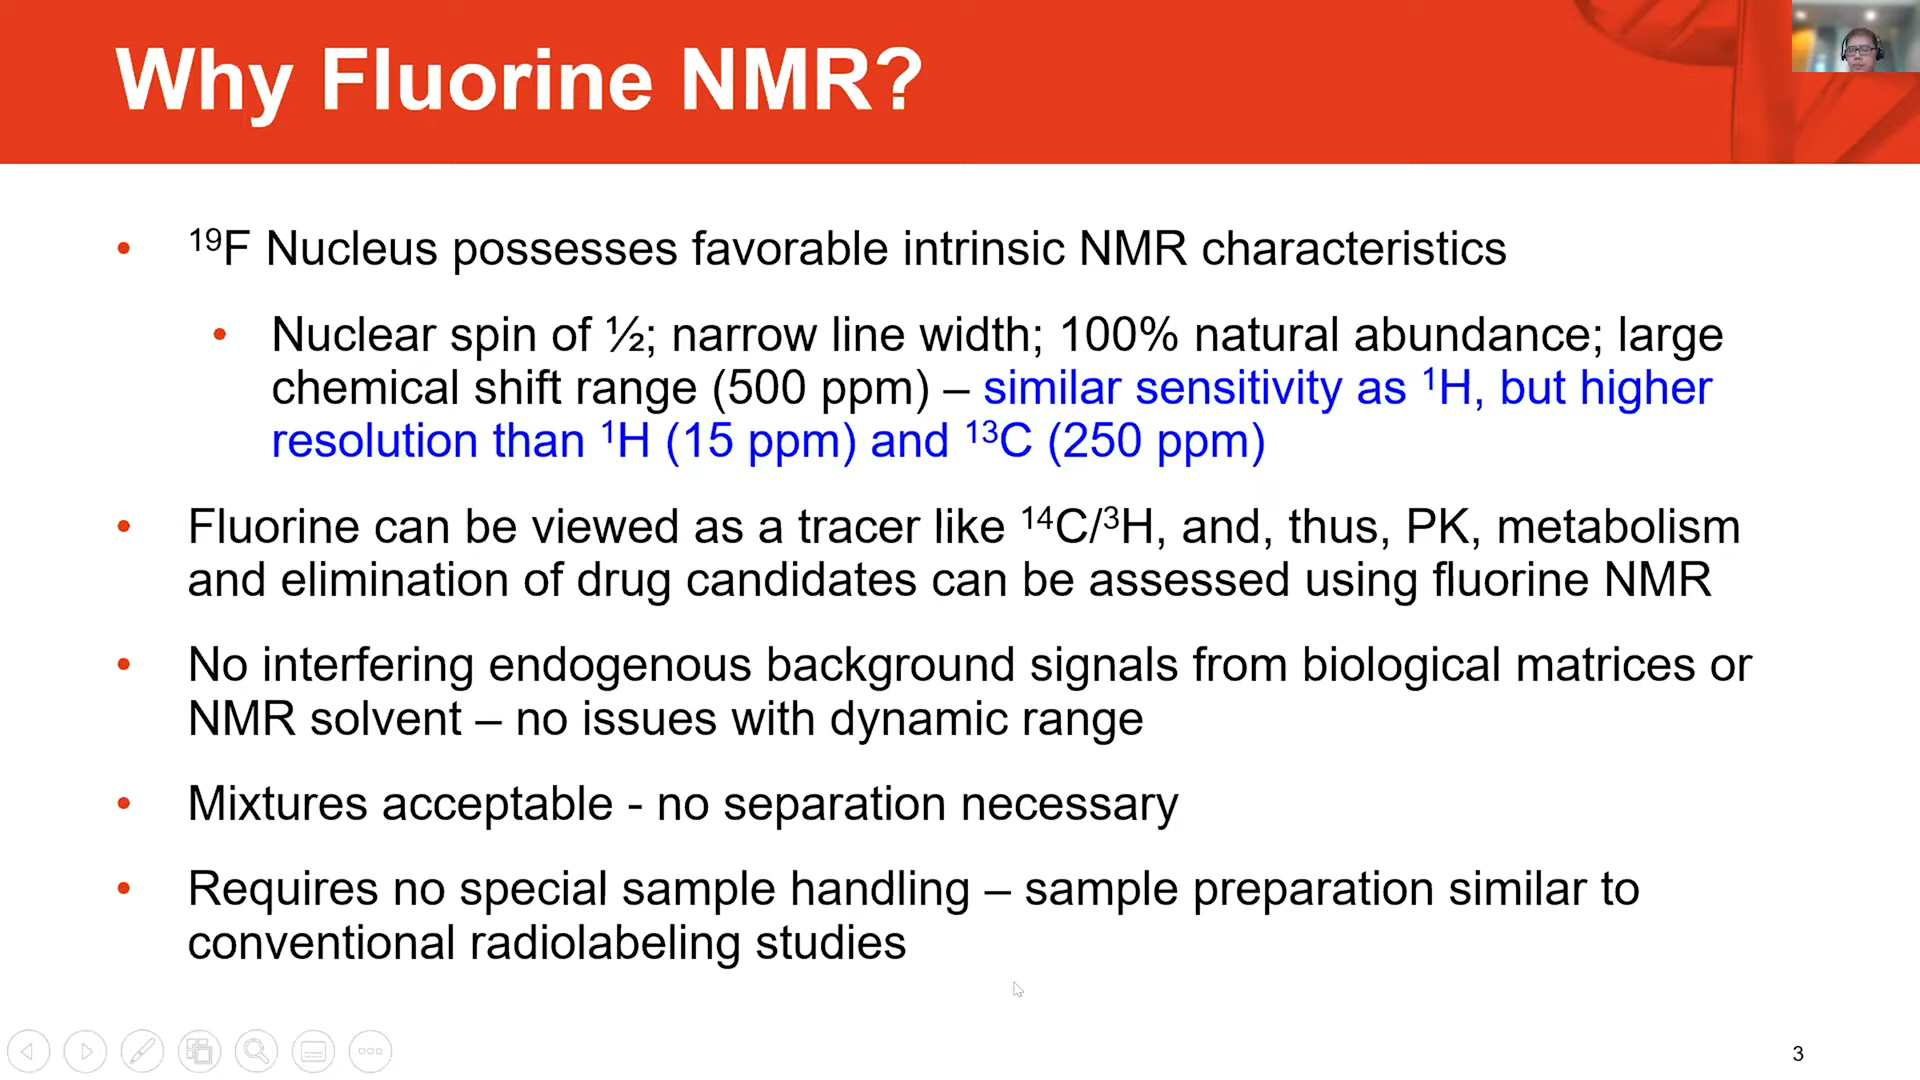 Why Fluorine NMR?
• ¹⁹F Nucleus possesses favorable intrinsic NMR characteristics
• Nuclear spin of ½; narrow line width; 100% natural abundance; large
chemical shift range (500 ppm) – similar sensitivity as ¹H, but higher
resolution than ¹H (15 ppm) and ¹³C (250 ppm)
• Fluorine can be viewed as a tracer like ¹⁴C/³H, and, thus, PK, metabolism
and elimination of drug candidates can be assessed using fluorine NMR
• No interfering endogenous background signals from biological matrices or
NMR solvent – no issues with dynamic range
• Mixtures acceptable - no separation necessary
• Requires no special sample handling – sample preparation similar to
conventional radiolabeling studies
3